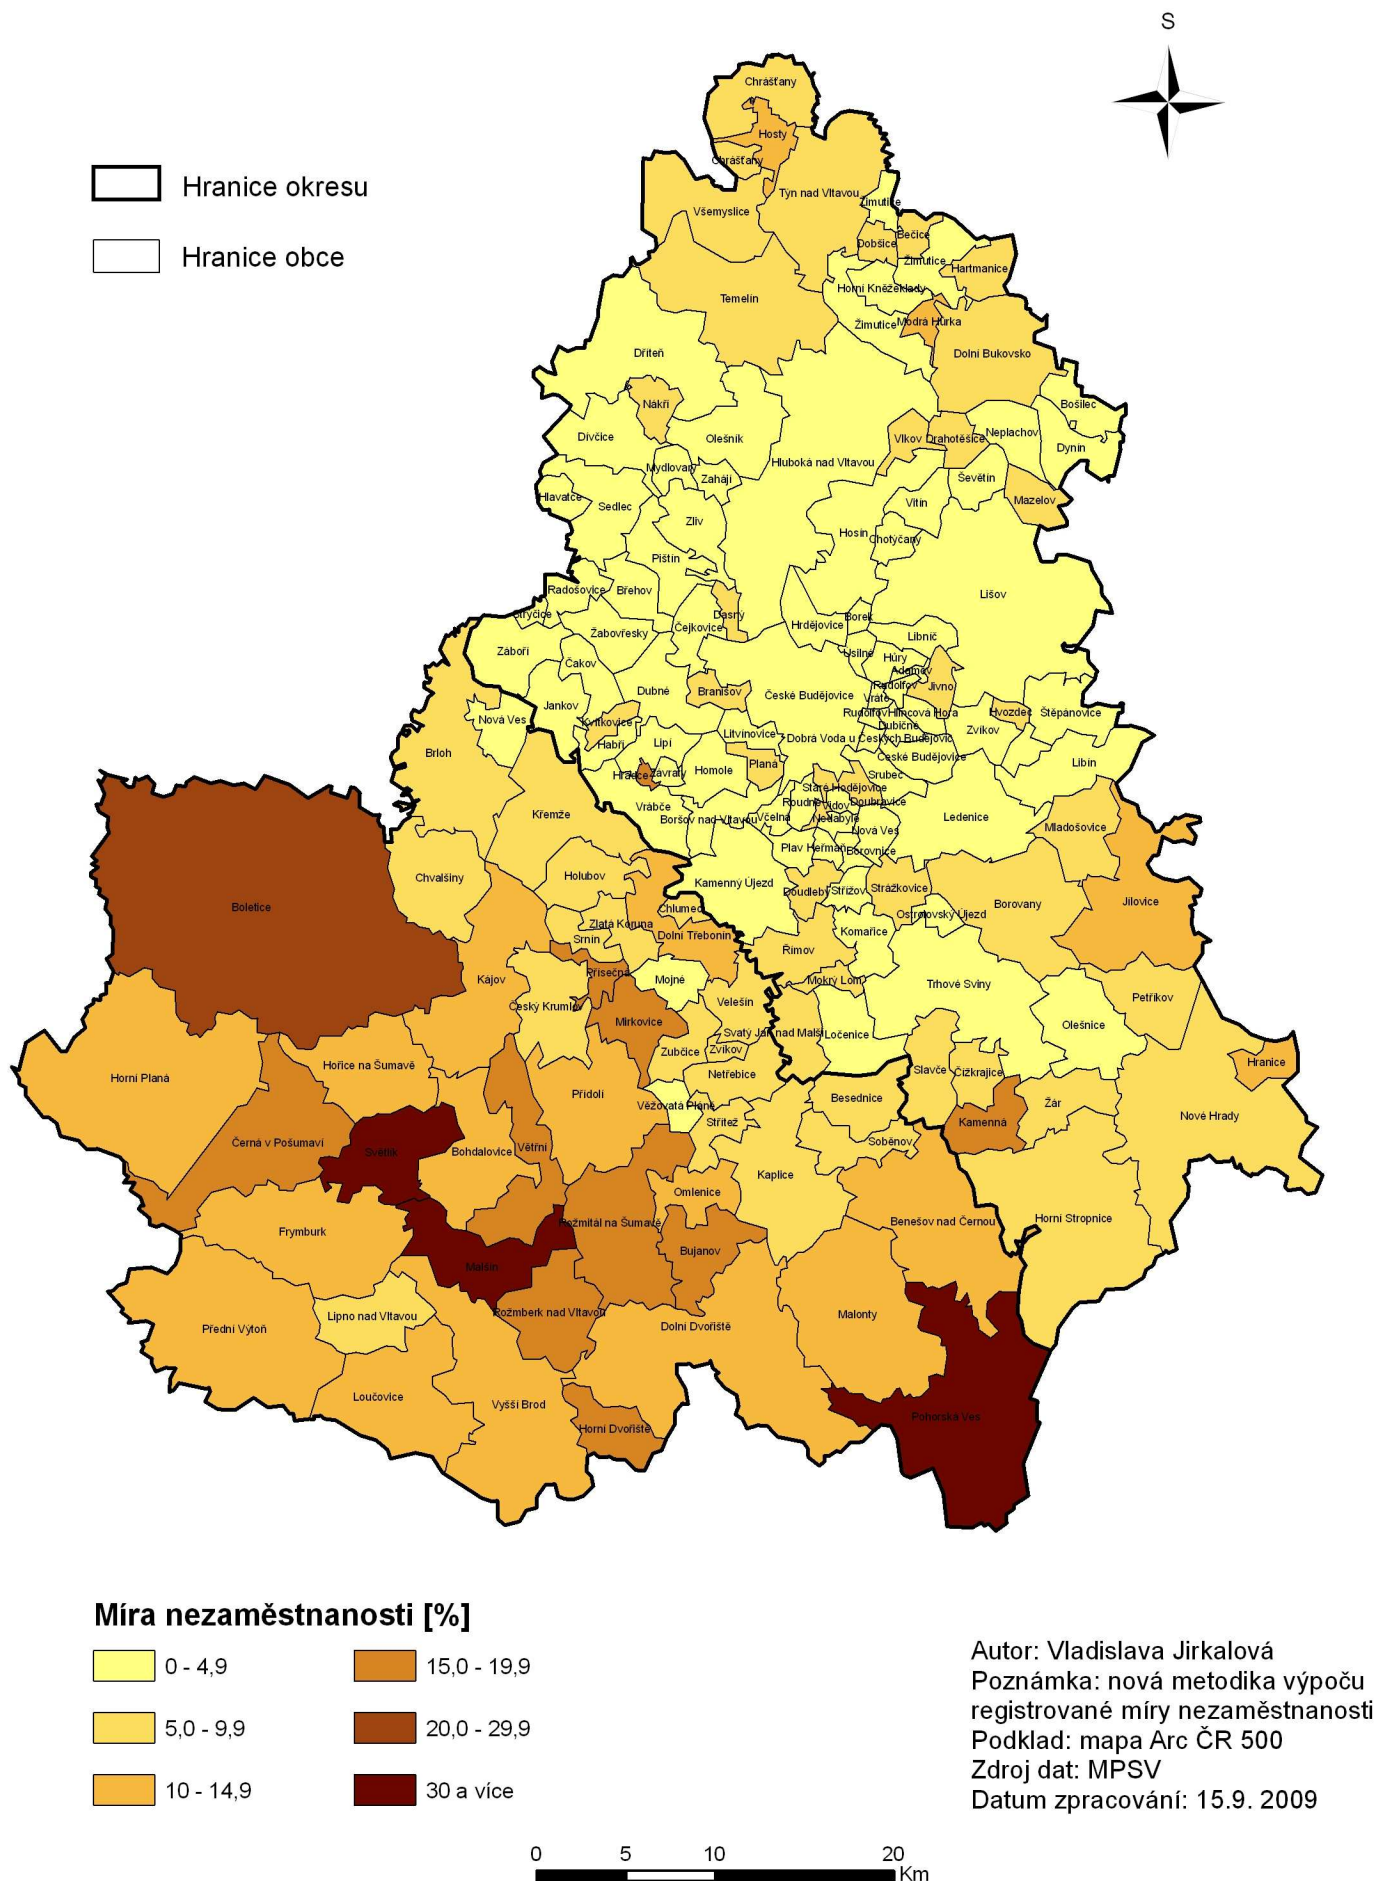 S
Hranice okresu
Hranice obce
Chrášťany
Hosty
Chrášťany
Týn nad Vltavou
Všemyslice
Žimutice
Bečice
Dobšice
Žimutice
Hartmanice
Horní Kněžeklady
Temelín
Žimutice
Modrá Hůrka
Dolní Bukovsko
Dříteň
Bošilec
Nákří
Neplachov
Dívčice
Olešník
Vlkov
Drahotěšice
Dynín
Hluboká nad Vltavou
Mydlovary
Zahájí
Ševětín
Hlavatce
Sedlec
Vitín
Mazelov
Zliv
Hosín
Chotýčany
Pištín
Radošovice
Břehov
Lišov
Stryčice
Dasný
Čejkovice
Hrdějovice
Borek
Žabovřesky
Libníč
Záboří
Úsilné
Hůry
Čakov
Adamov
Rudolfov
Jivno
Dubné
Branišov
České Budějovice
Vráto
Jankov
Rudolfov
Hlincová Hora
Hvozdec
Štěpánovice
Nová Ves
Kvítkovice
Dubičné
Zvíkov
Litvínovice
Dobrá Voda u Českých Budějovic
Habří
Lipí
Brloh
České Budějovice
Libín
Planá
Hradce
Závraty
Homole
Srubec
Staré Hodějovice
Vrábče
Roudné
Vidov
Doubravice
Křemže
Boršov nad Vltavou
Včelná
Nedabyle
Ledenice
Nová Ves
Mladošovice
Plav
Heřmaň
Borovnice
Chvalšiny
Holubov
Kamenný Újezd
Doudleby
Střížov
Strážkovice
Borovany
Jílovice
Boletice
Chlumec
Ostrolovský Újezd
Zlatá Koruna
Srnín
Dolní Třebonín
Komařice
Římov
Přísečná
Mojné
Kájov
Mokrý Lom
Trhové Sviny
Petříkov
Český Krumlov
Velešín
Mirkovice
Olešnice
Svatý Jan nad Malší
Ločenice
Zubčice
Zvíkov
Hořice na Šumavě
Hranice
Horní Planá
Slavče
Čížkrajice
Netřebice
Přídolí
Besednice
Žár
Věžovatá Pláně
Nové Hrady
Střítež
Kamenná
Černá v Pošumaví
Soběnov
Větřní
Světlík
Bohdalovice
Kaplice
Omlenice
Horní Stropnice
Rožmitál na Šumavě
Benešov nad Černou
Frymburk
Bujanov
Malšín
Rožmberk nad Vltavou
Malonty
Lipno nad Vltavou
Dolní Dvořiště
Přední Výtoň
Loučovice
Vyšší Brod
Pohorská Ves
Horní Dvořiště
Míra nezaměstnanosti [%]
0 - 4,9
15,0 - 19,9
5,0 - 9,9
20,0 - 29,9
10 - 14,9
30 a více
Autor: Vladislava Jirkalová
Poznámka: nová metodika výpoču
registrované míry nezaměstnanosti
Podklad: mapa Arc ČR 500
Zdroj dat: MPSV
Datum zpracování: 15.9. 2009
0 5 10 20
Km